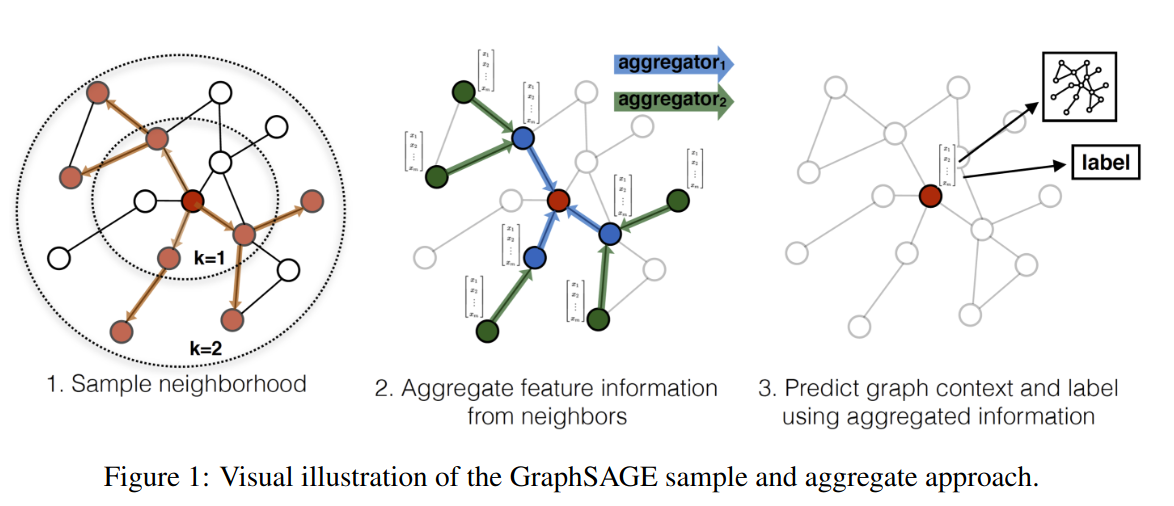 k=1
k=2
1. Sample neighborhood
aggregator₁
aggregator₂
2. Aggregate feature information
from neighbors
label
3. Predict graph context and label
using aggregated information
Figure 1: Visual illustration of the GraphSAGE sample and aggregate approach.